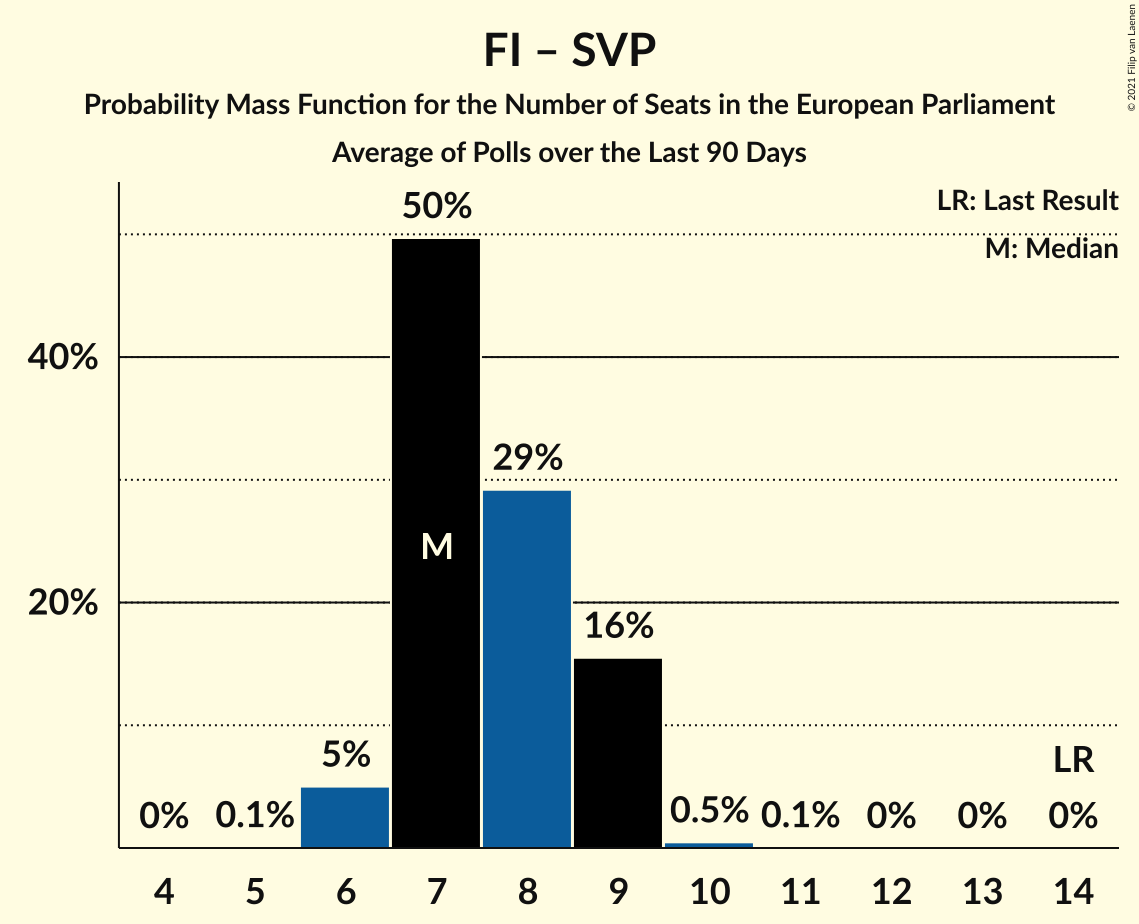 FI – SVP
Probability Mass Function for the Number of Seats in the European Parliament
Average of Polls over the Last 90 Days
© 2021 Filip van Laenen
LR: Last Result
M: Median
50%
40%
29%
M
20%
16%
5%
LR
0% 0.1% 0.5% 0.1% 0% 0% 0%
4 5 6 7 8 9 10 11 12 13 14